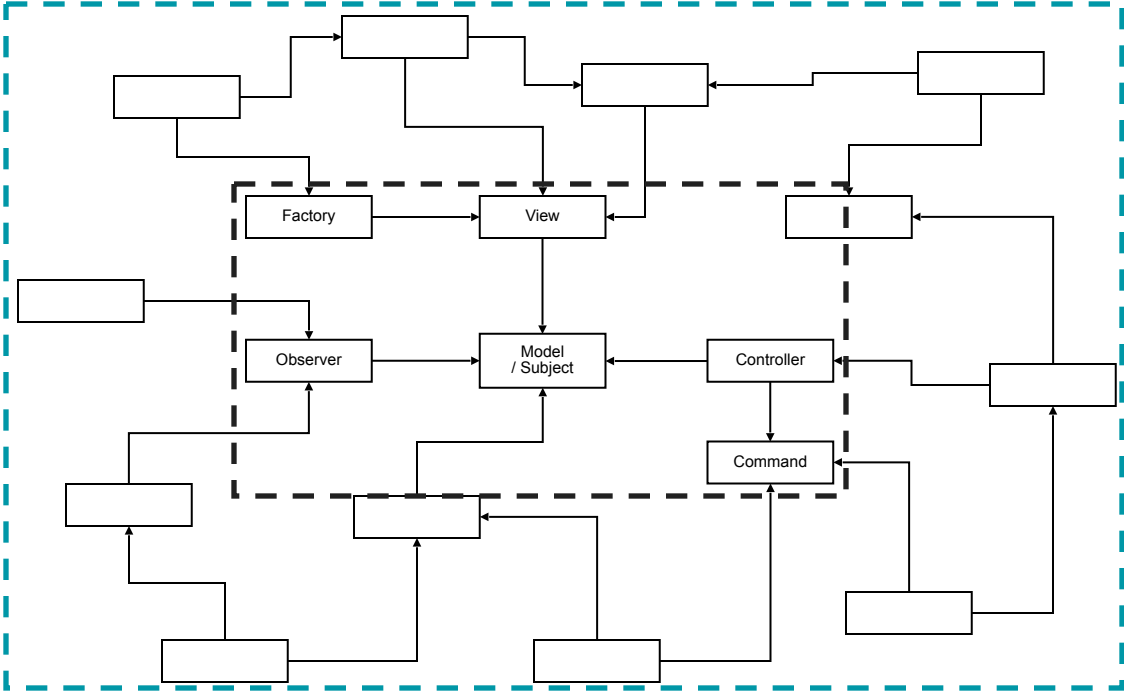 Factory
View
Observer
Model
/ Subject
Controller
Command